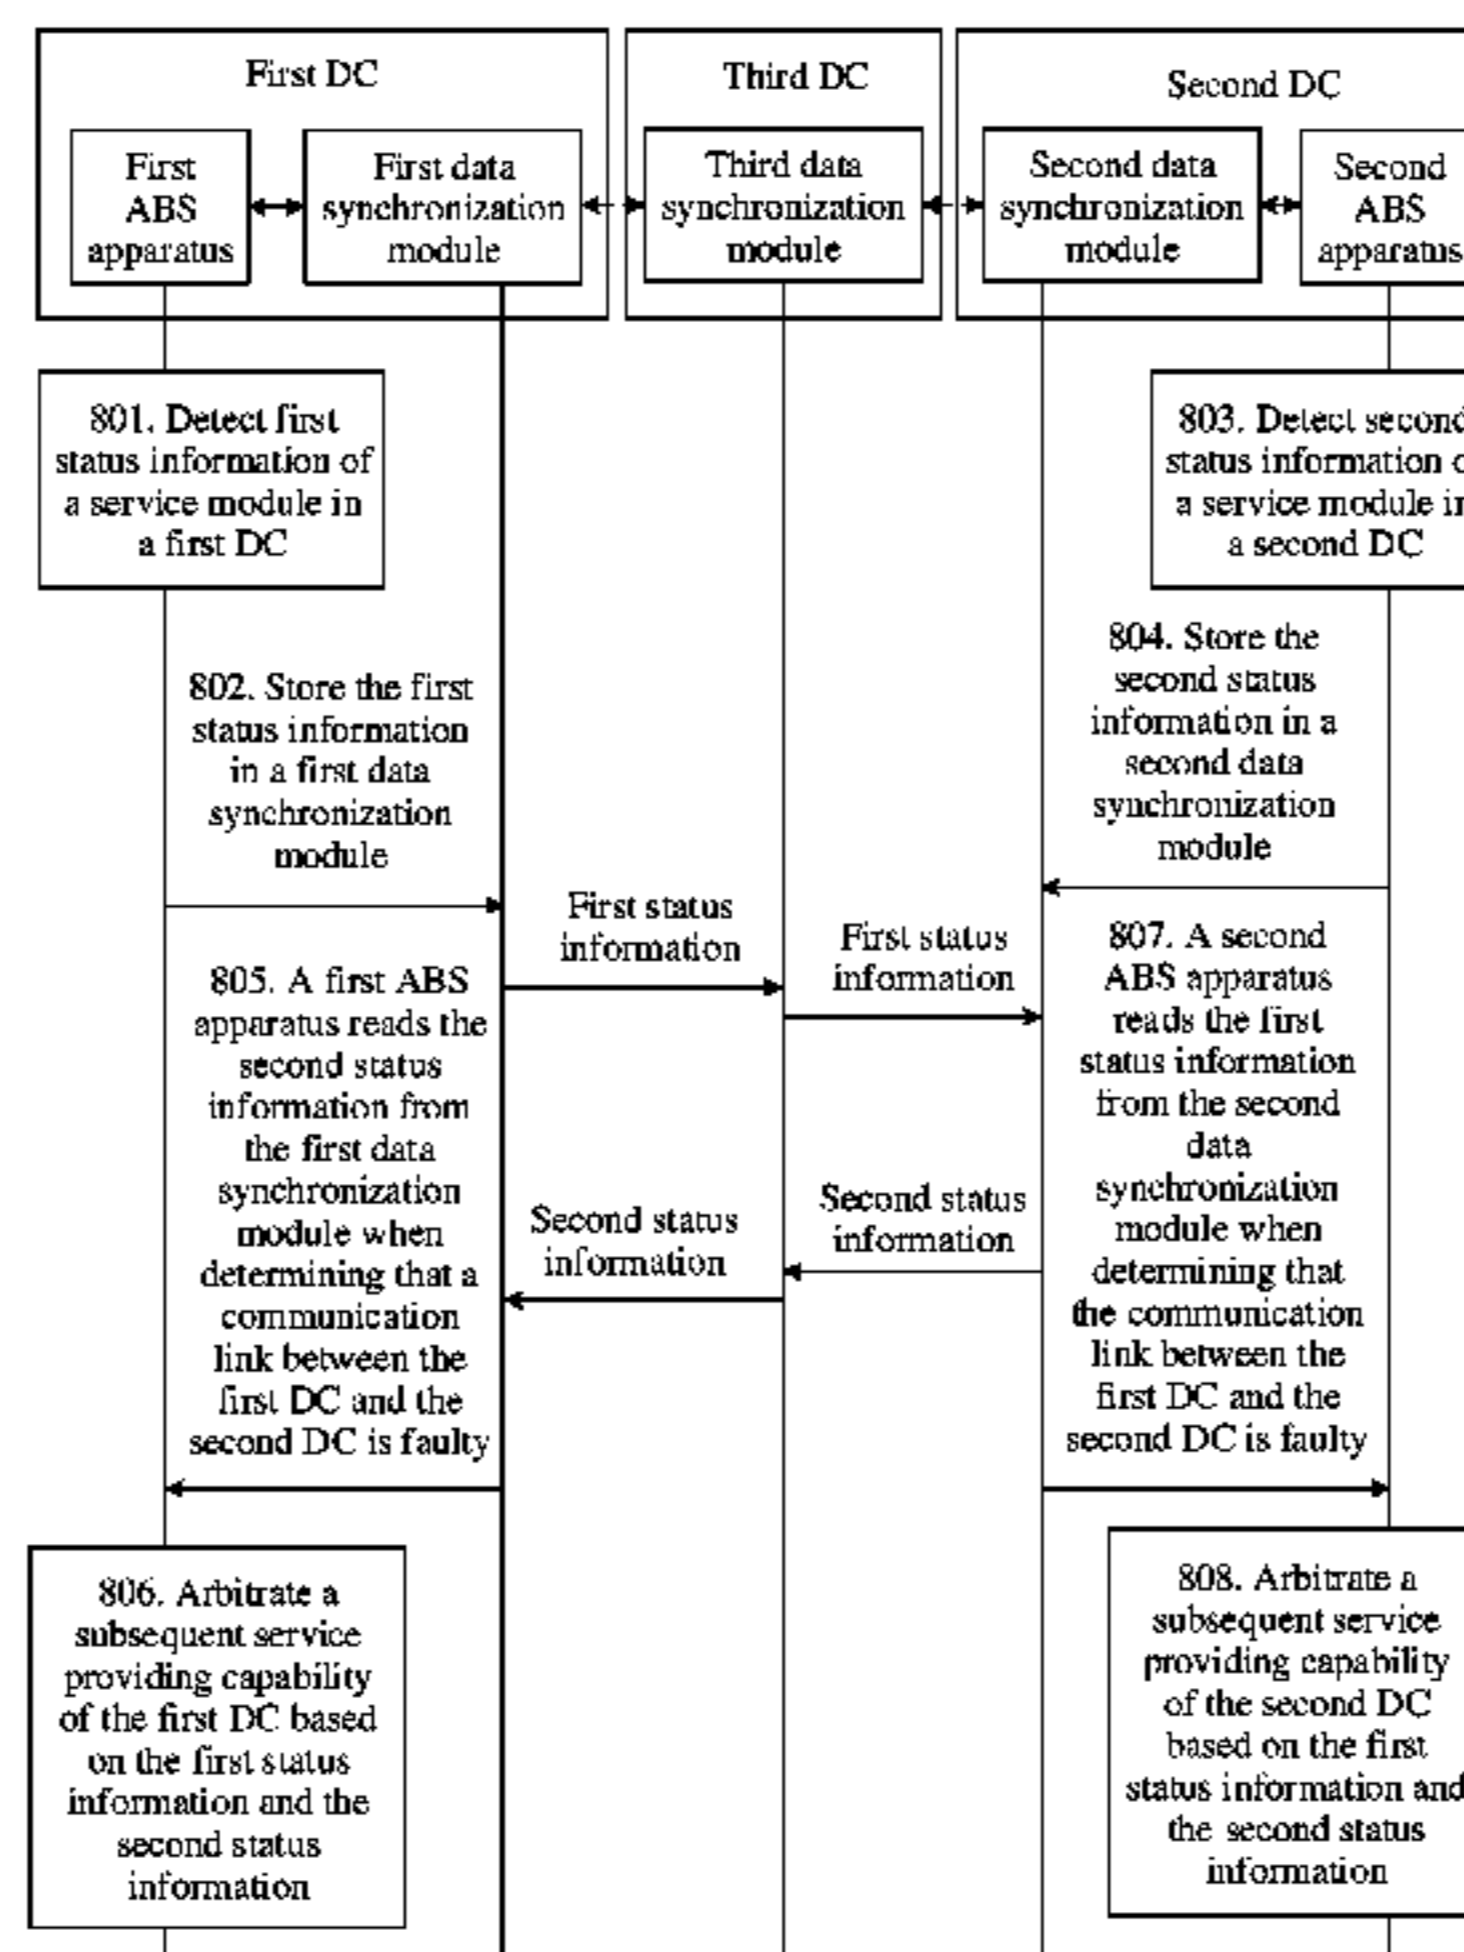 First DC
Third DC
Second DC
First
ABS
apparatus
First data
synchronization
module
Third data
synchronization
module
Second data
synchronization
module
Second
ABS
apparatus
801. Detect first
status information of
a service module in
a first DC
803. Detect second
status information
a service module in
a second DC
802. Store the first
status information
in a first data
synchronization
module
804. Store the
second status
information in a
second data
synchronization
module
First status
information
First status
information
805. A first ABS
apparatus reads the
second status
information from
the first data
synchronization
module when
determining that a
communication
link between the
first DC and the
second DC is faulty
807. A second
ABS apparatus
reads the first
status information
from the second
data
synchronization
module when
determining that
the communication
link between the
first DC and the
second DC is faulty
Second status
information
Second status
information
806. Arbitrate a
subsequent service
providing capability
of the first DC based
on the first status
information and the
second status
information
808. Arbitrate a
subsequent service
providing capability
of the second DC
based on the first
status information and
the second status
information